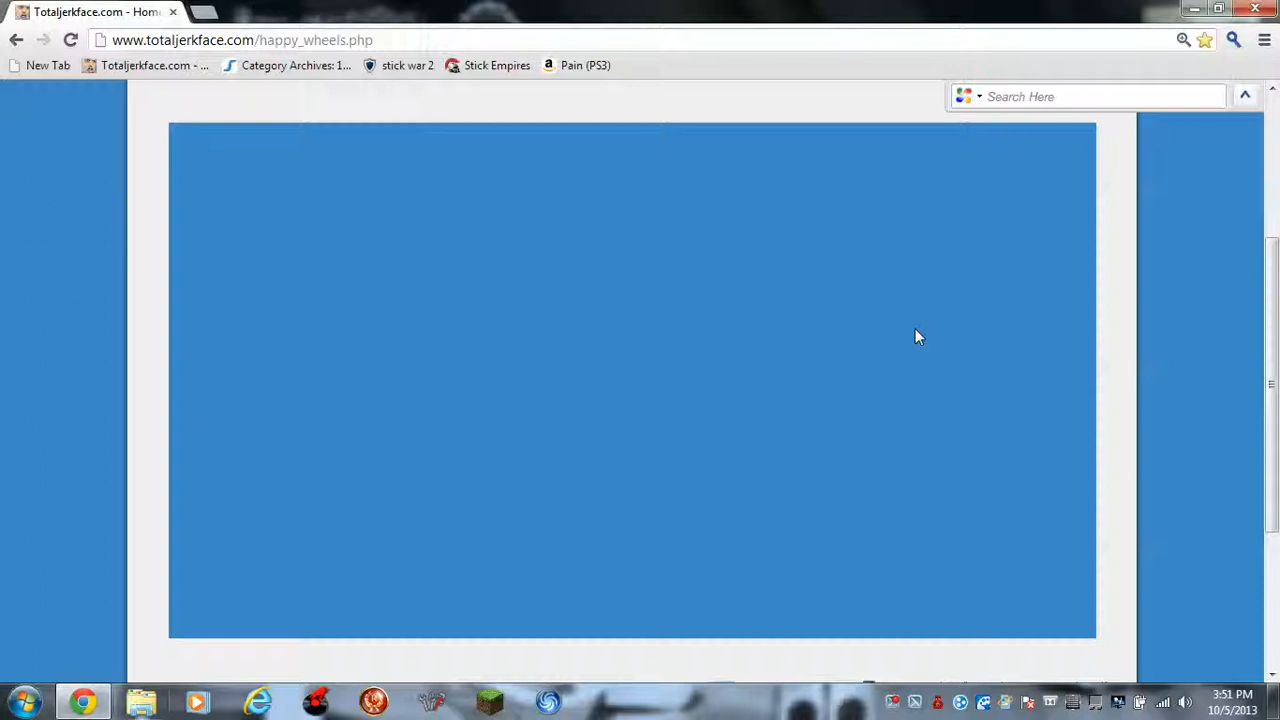 Totaljerkface.com - Home
www.totaljerkface.com/happy_wheels.php
New Tab Totaljerkface.com - ... Category Archives: 1... stick war 2 Stick Empires Pain (PS3)
Search Here
3:51 PM
10/5/2013